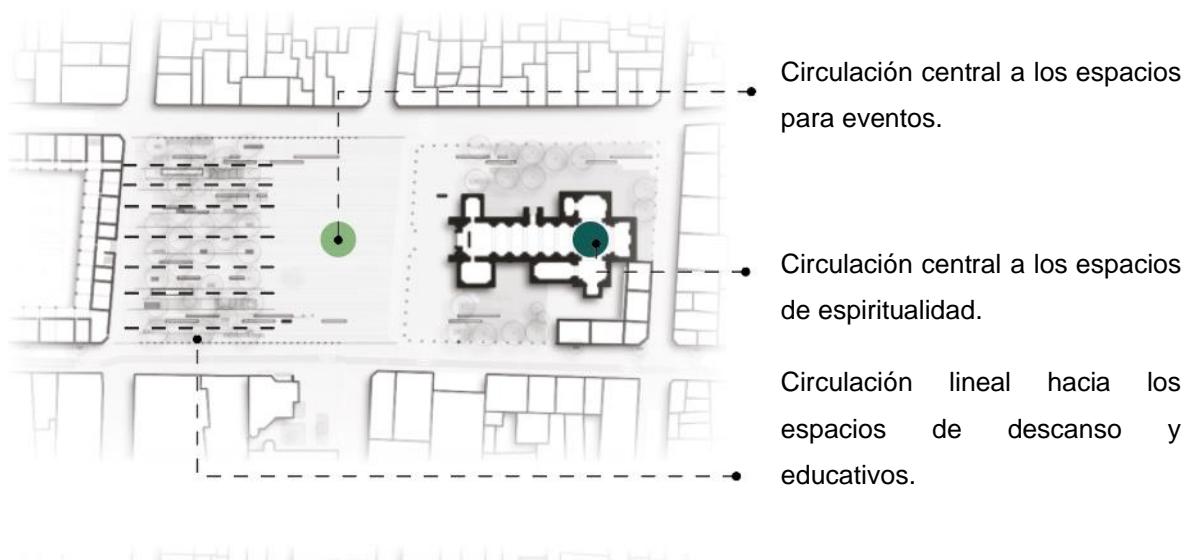 Circulación central a los espacios
para eventos.
Circulación central a los espacios
de espiritualidad.
Circulación lineal hacia los
espacios de descanso y
educativos.